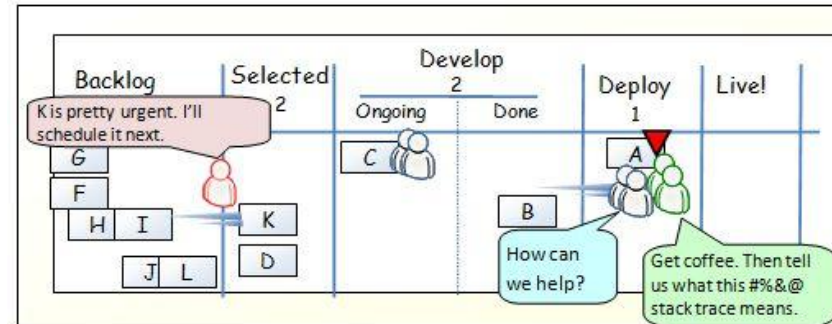 Backlog
Selected
2
Develop
2
Ongoing
Done
Deploy
1
Live!
K is pretty urgent. I'll
schedule it next.
G
F
H I
J L
K
D
C
B
A
How can
we help?
Get coffee. Then tell
us what this #%&@
stack trace means.